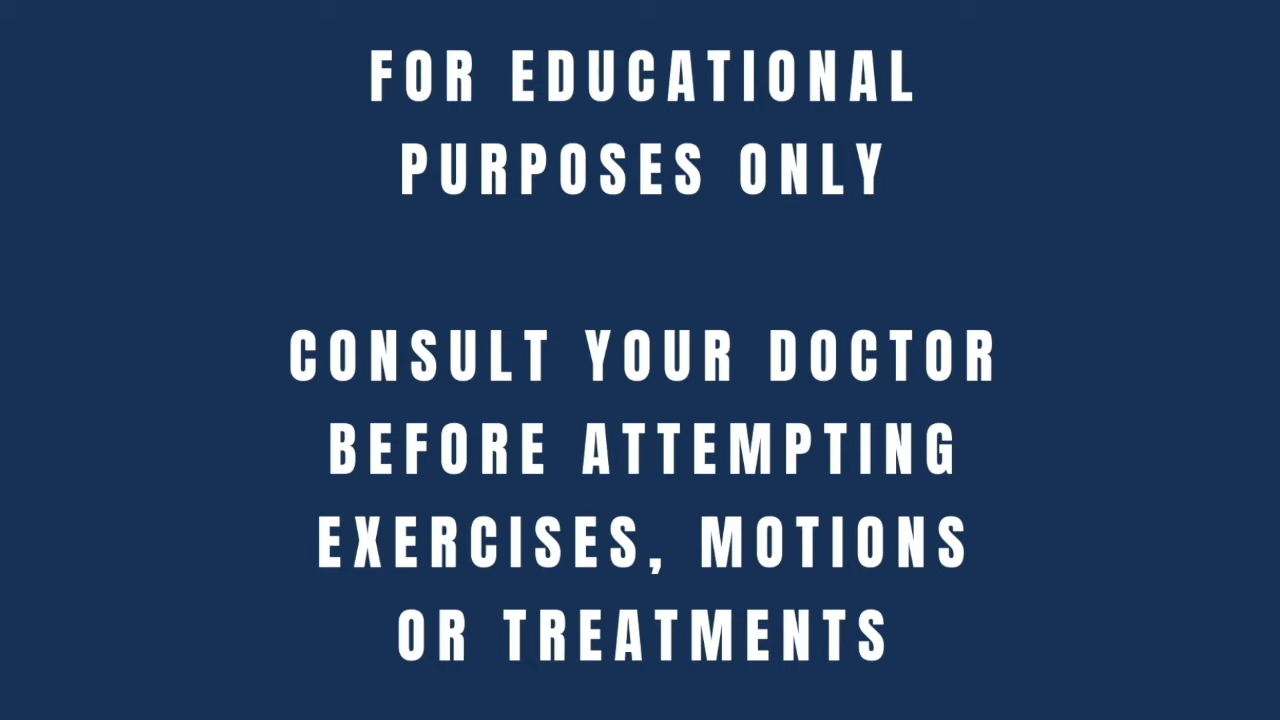 FOR EDUCATIONAL
PURPOSES ONLY
CONSULT YOUR DOCTOR
BEFORE ATTEMPTING
EXERCISES, MOTIONS
OR TREATMENTS